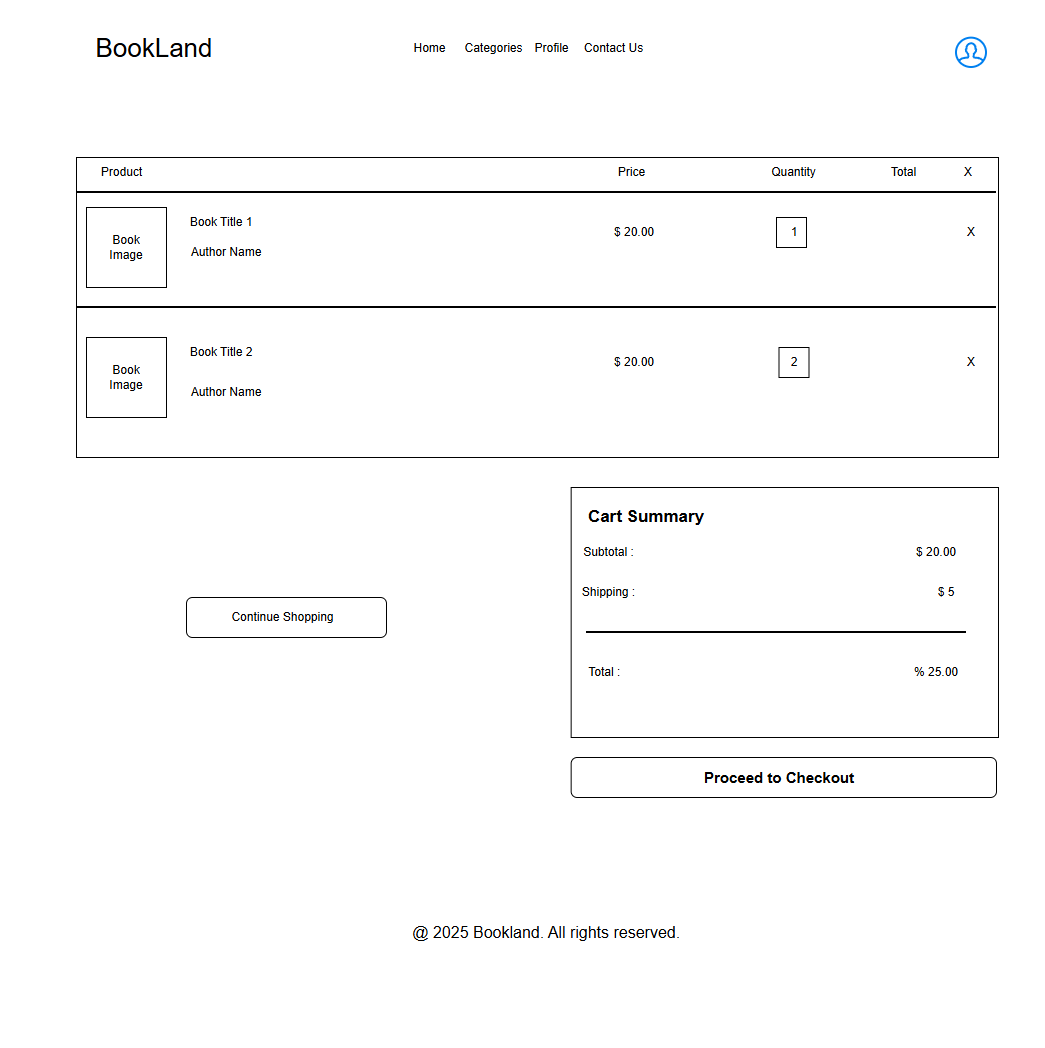 BookLand
Home Categories Profile Contact Us
Product Price Quantity Total X
Book Image
Book Title 1
Author Name
$ 20.00 1 X
Book Image
Book Title 2
Author Name
$ 20.00 2 X
Cart Summary
Subtotal : $ 20.00
Shipping : $ 5
Total : % 25.00
Continue Shopping
Proceed to Checkout
@ 2025 Bookland. All rights reserved.